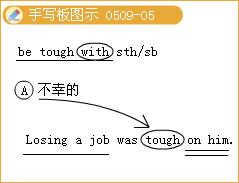 手写板图示 0509-05
be tough with sth/sb
A 不幸的
Losing a job was tough on him.